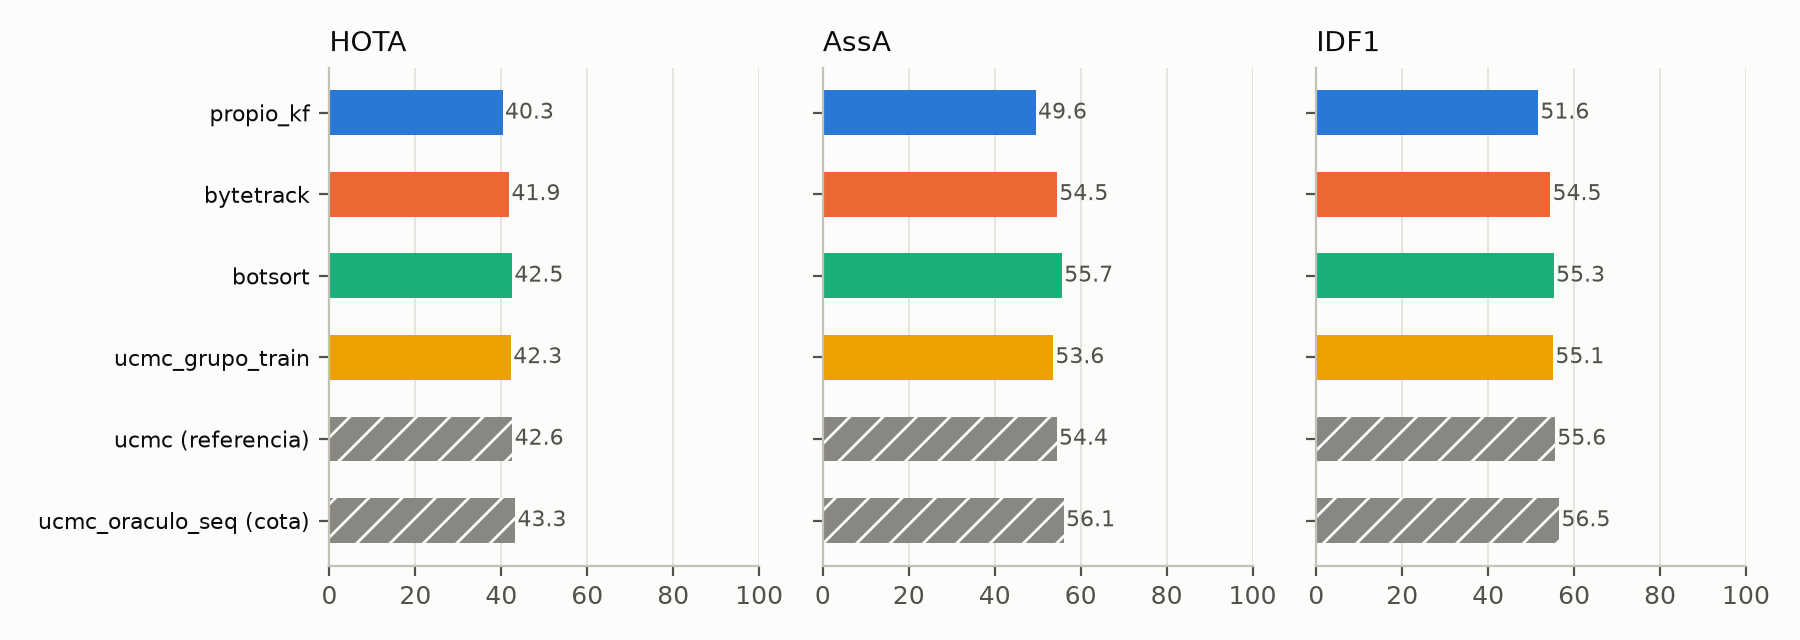 HOTA AssA IDF1
propio_kf 40.3 49.6 51.6
bytetrack 41.9 54.5 54.5
botsort 42.5 55.7 55.3
ucmc_grupo_train 42.3 53.6 55.1
ucmc (referencia) 42.6 54.4 55.6
ucmc_oraculo_seq (cota) 43.3 56.1 56.5
0 20 40 60 80 100 0 20 40 60 80 100 0 20 40 60 80 100